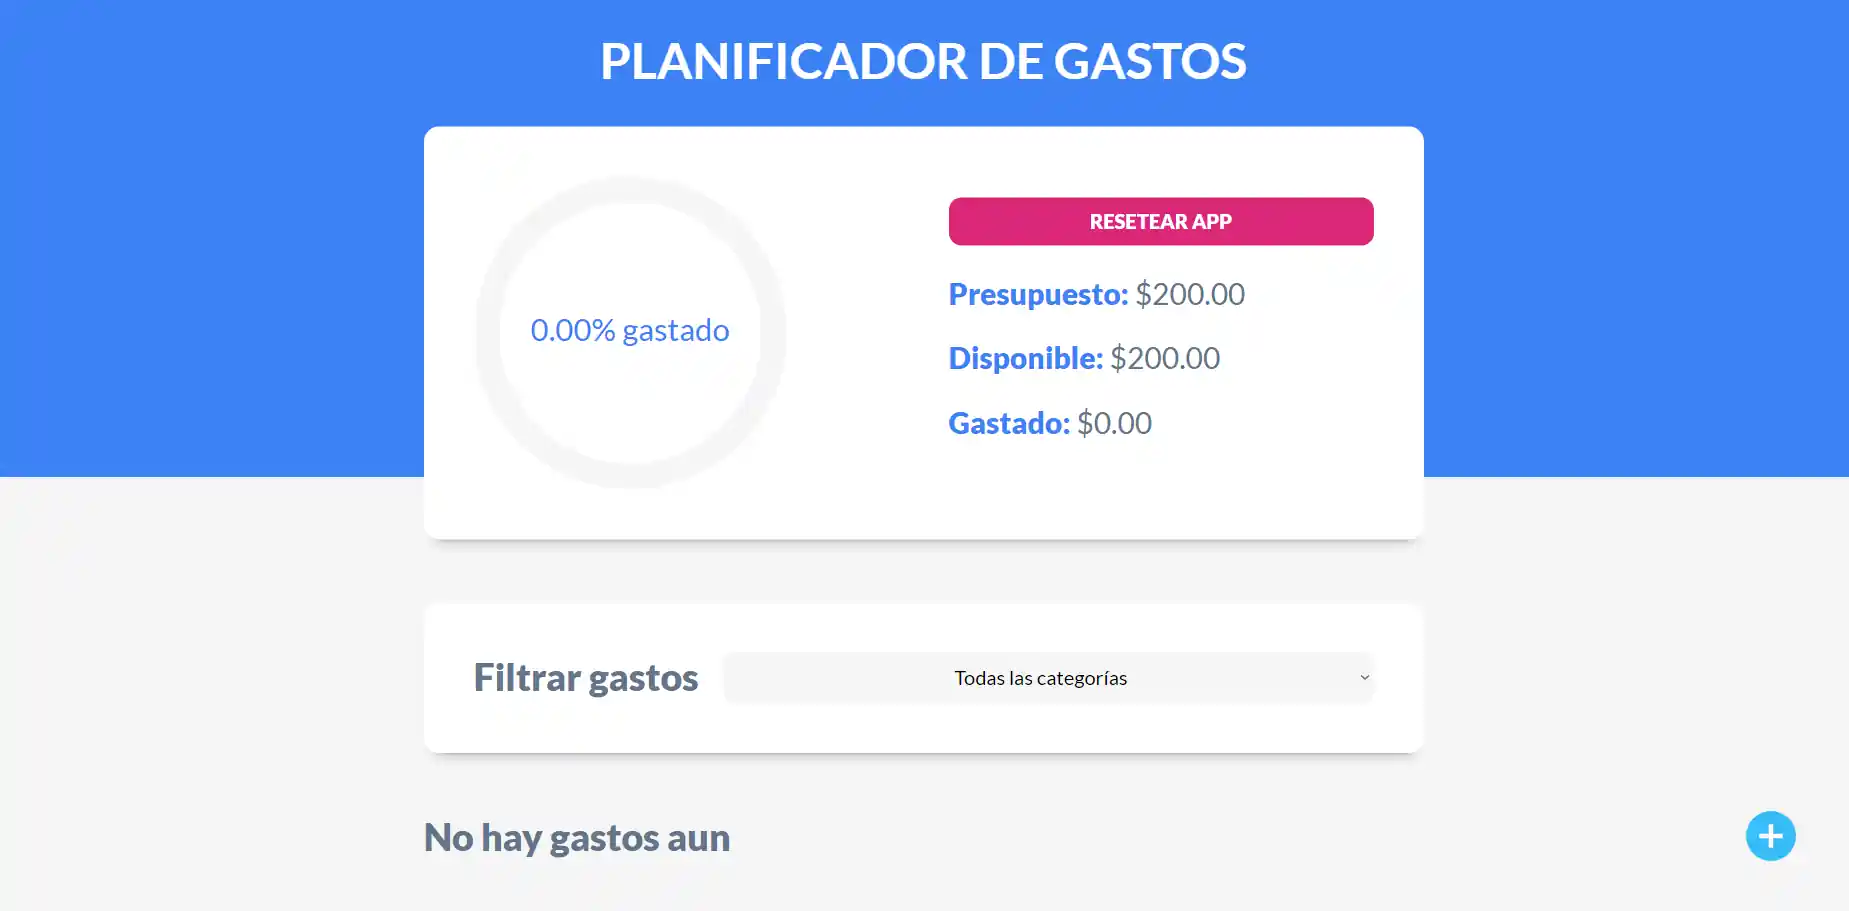 PLANIFICADOR DE GASTOS
0.00% gastado
RESETEAR APP
Presupuesto: $200.00
Disponible: $200.00
Gastado: $0.00
Filtrar gastos
Todas las categorías
No hay gastos aun